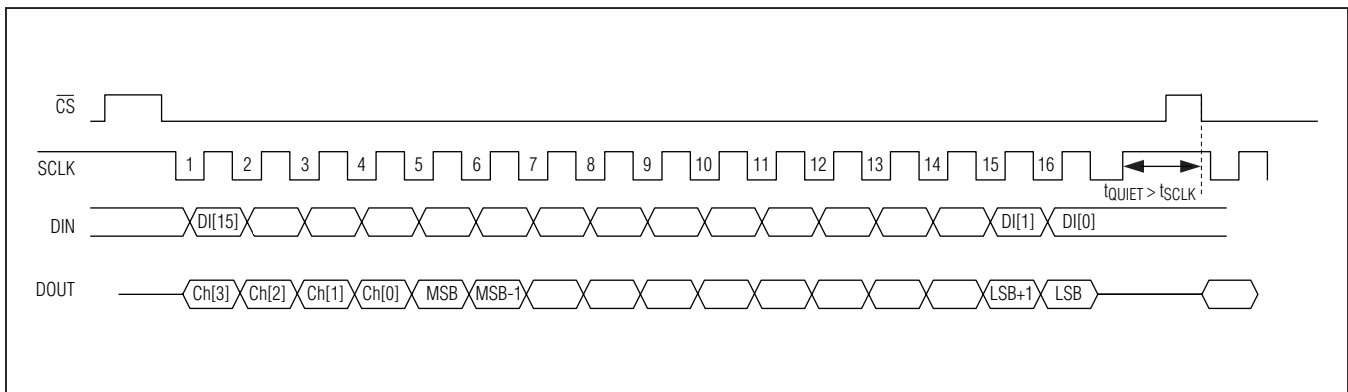 CS
SCLK 1 2 3 4 5 6 7 8 9 10 11 12 13 14 15 16
tQUIET > tSCLK
DIN DI[15] DI[1] DI[0]
DOUT Ch[3] Ch[2] Ch[1] Ch[0] MSB MSB-1 LSB+1 LSB